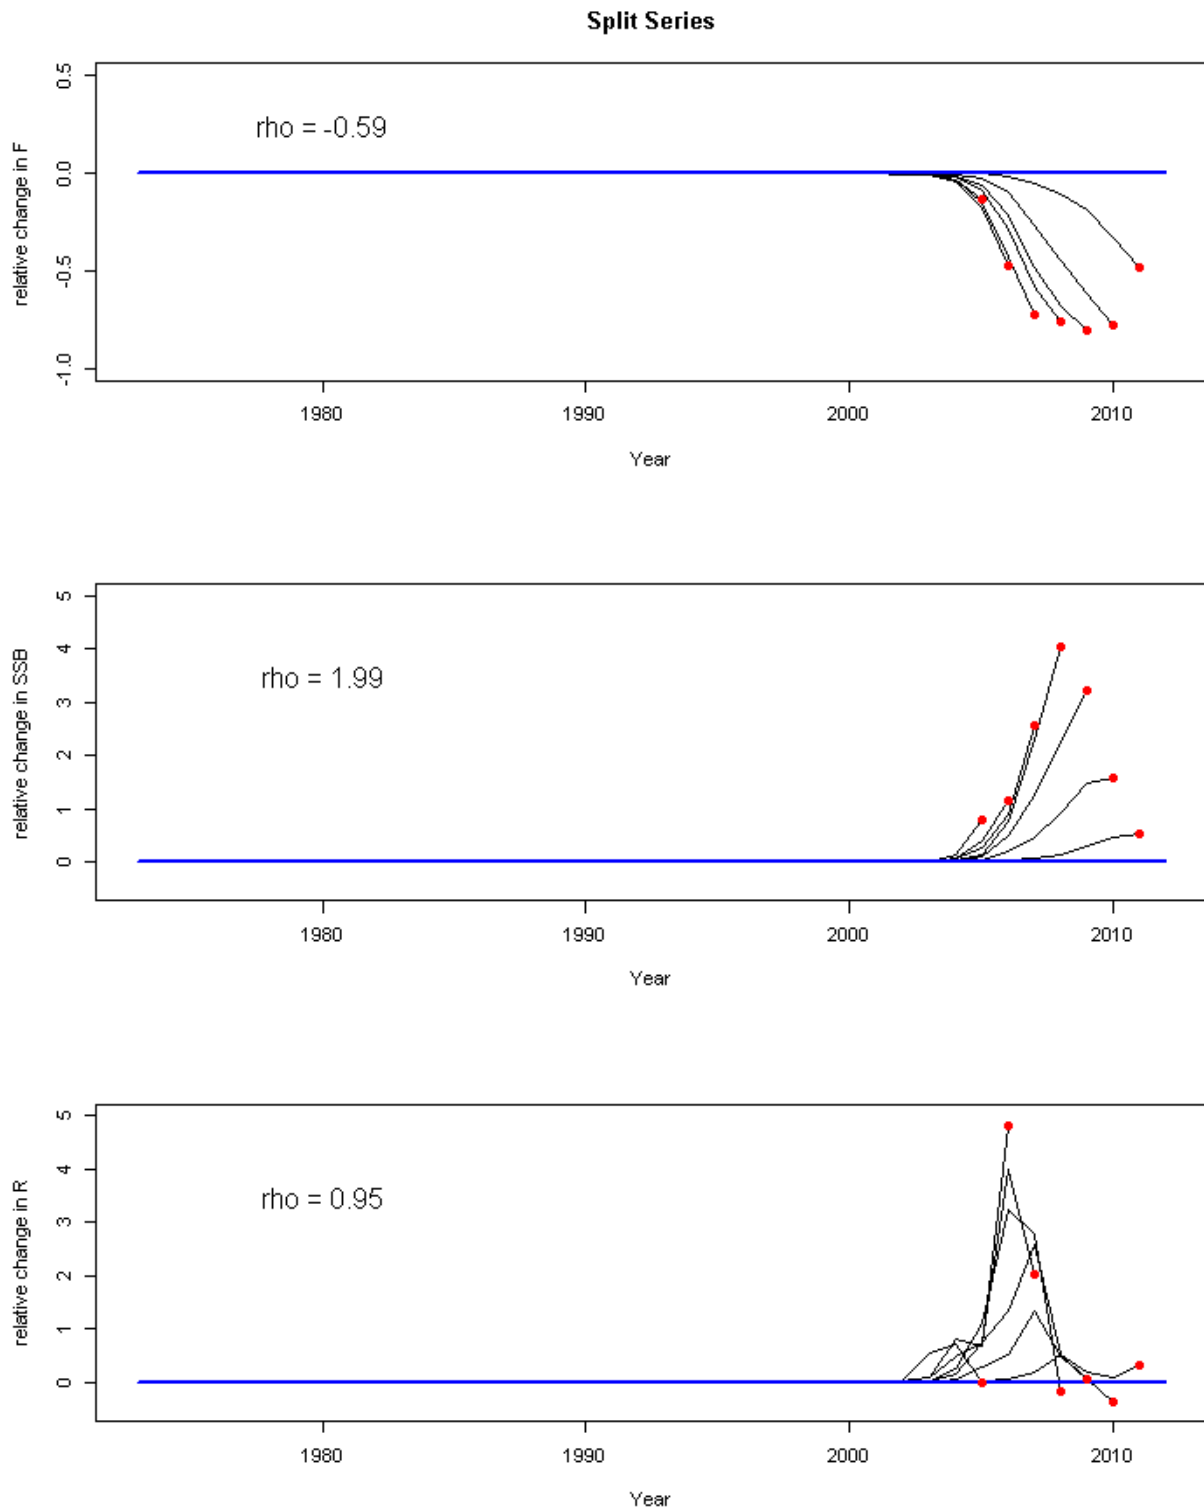 Split Series
0.5
0.0
-0.5
-1.0
relative change in F
rho = -0.59
1980 1990 2000 2010
Year
5
4
3
2
1
0
relative change in SSB
rho = 1.99
1980 1990 2000 2010
Year
5
4
3
2
1
0
relative change in R
rho = 0.95
1980 1990 2000 2010
Year